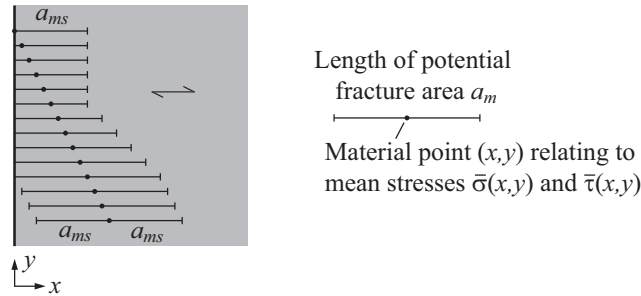 a_ms
Length of potential
fracture area a_m
Material point (x,y) relating to
mean stresses σ̄(x,y) and τ̄(x,y)
a_ms a_ms
y
x